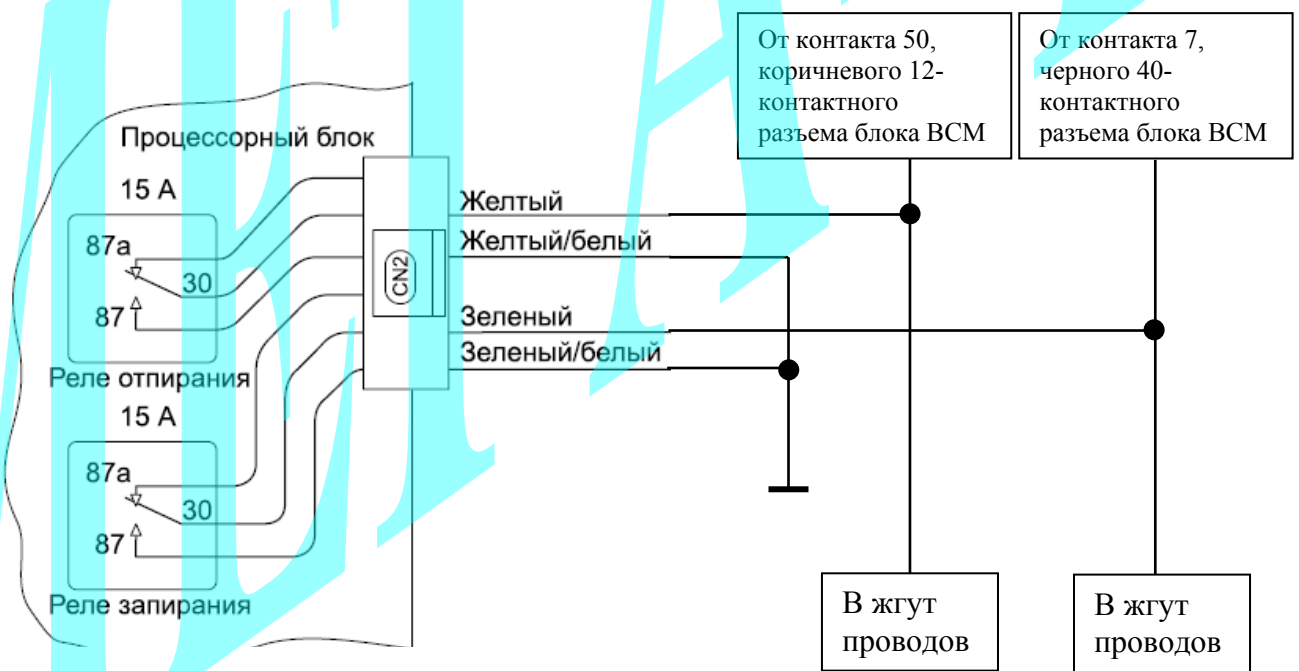 От контакта 50,
коричневого 12-
контактного
разъема блока BCM
От контакта 7,
черного 40-
контактного
разъема блока BCM
Процессорный блок
15 А
87а
30
87
Реле отпирания
15 А
87а
30
87
Реле запирания
CN2
Желтый
Желтый/белый
Зеленый
Зеленый/белый
В жгут
проводов
В жгут
проводов